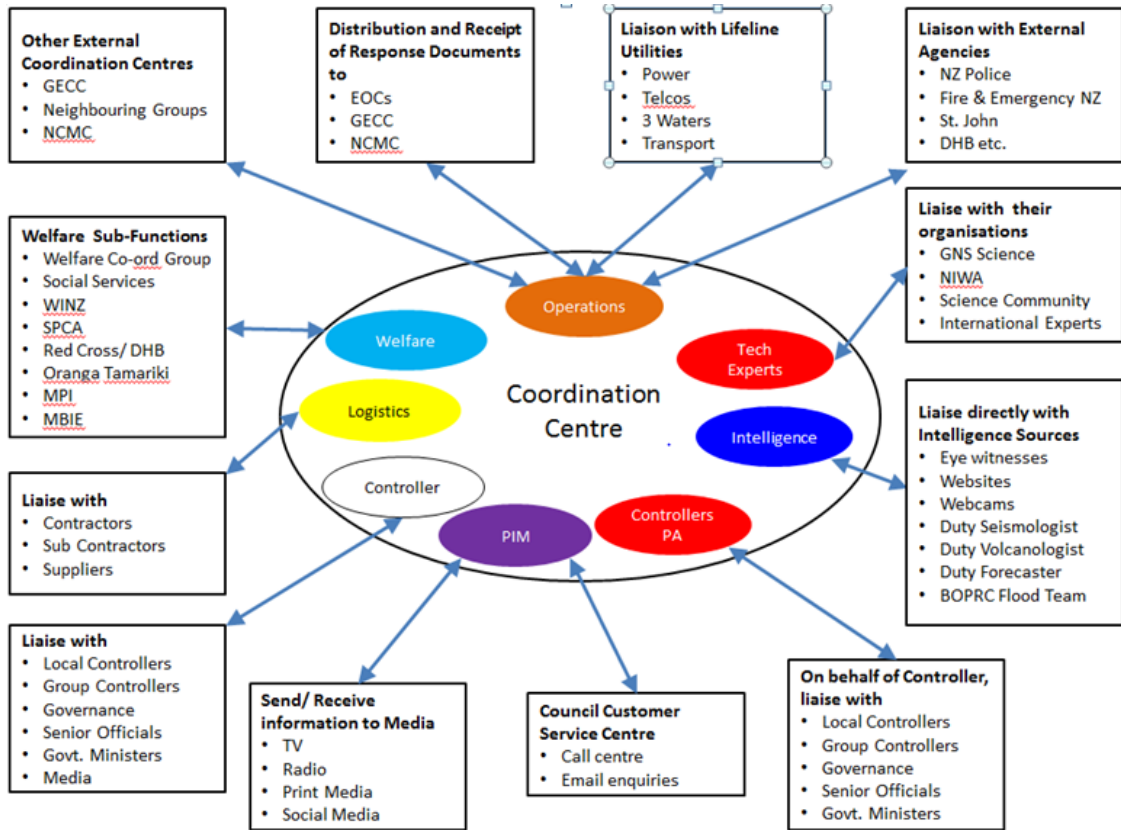 Other External
Coordination Centres
• GECC
• Neighbouring Groups
• NCMC
Distribution and Receipt
of Response Documents
to
• EOCs
• GECC
• NCMC
Liaison with Lifeline
Utilities
• Power
• Telcos
• 3 Waters
• Transport
Liaison with External
Agencies
• NZ Police
• Fire & Emergency NZ
• St. John
• DHB etc.
Welfare Sub-Functions
• Welfare Co-ord Group
• Social Services
• WINZ
• SPCA
• Red Cross/ DHB
• Oranga Tamariki
• MPI
• MBIE
Liaise with their
organisations
• GNS Science
• NIWA
• Science Community
• International Experts
Operations
Welfare
Tech
Experts
Logistics
Coordination
Centre
Intelligence
Controller
PIM
Controllers
PA
Liaise directly with
Intelligence Sources
• Eye witnesses
• Websites
• Webcams
• Duty Seismologist
• Duty Volcanologist
• Duty Forecaster
• BOPRC Flood Team
Liaise with
• Contractors
• Sub Contractors
• Suppliers
Liaise with
• Local Controllers
• Group Controllers
• Governance
• Senior Officials
• Govt. Ministers
• Media
Send/ Receive
information to Media
• TV
• Radio
• Print Media
• Social Media
Council Customer
Service Centre
• Call centre
• Email enquiries
On behalf of Controller,
liaise with
• Local Controllers
• Group Controllers
• Governance
• Senior Officials
• Govt. Ministers